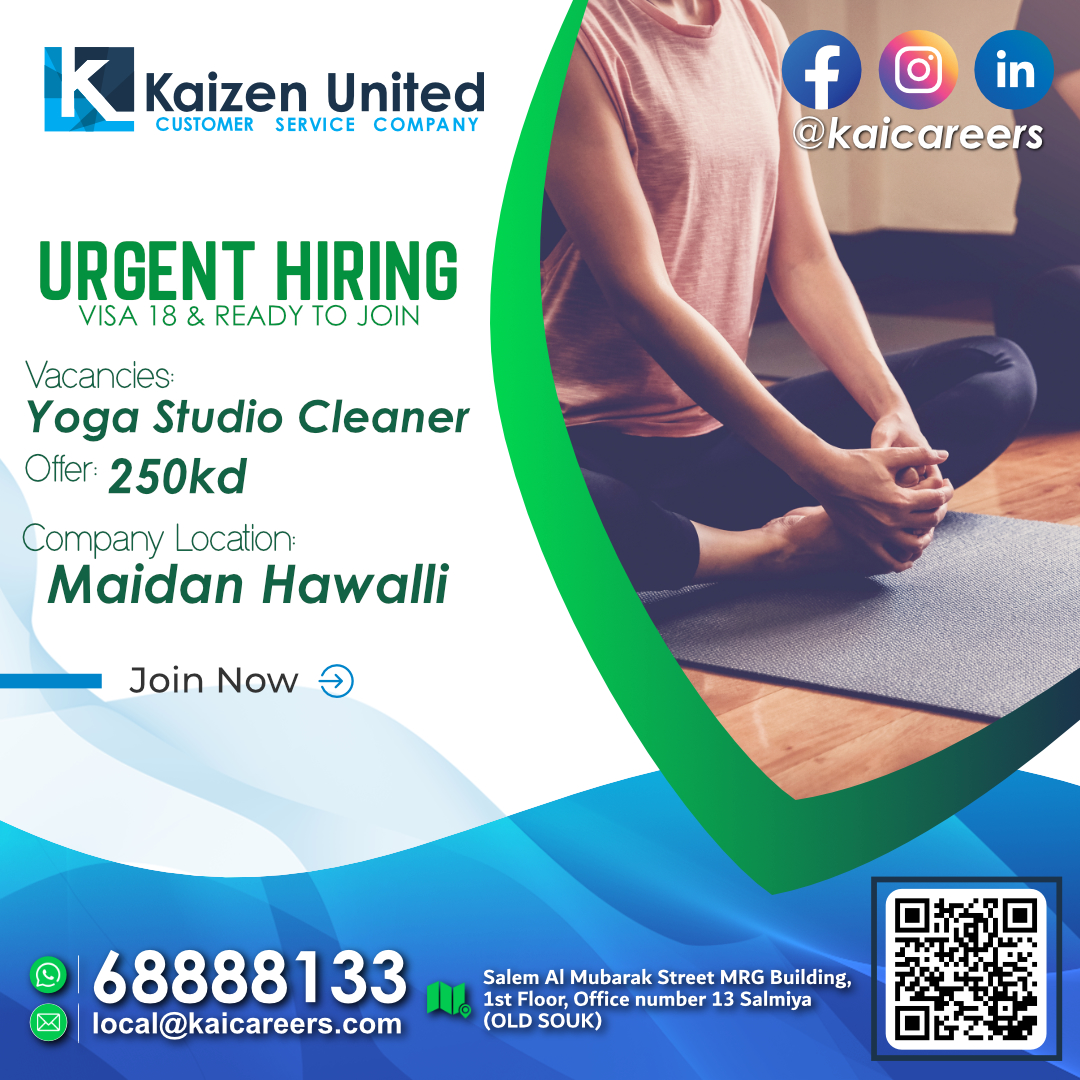 K Kaizen United
CUSTOMER SERVICE COMPANY
@kaicareers
URGENT HIRING
VISA 18 & READY TO JOIN
Vacancies:
Yoga Studio Cleaner
Offer: 250kd
Company Location:
Maidan Hawalli
Join Now
68888133
local@kaicareers.com
Salem Al Mubarak Street MRG Building,
1st Floor, Office number 13 Salmiya
(OLD SOUK)